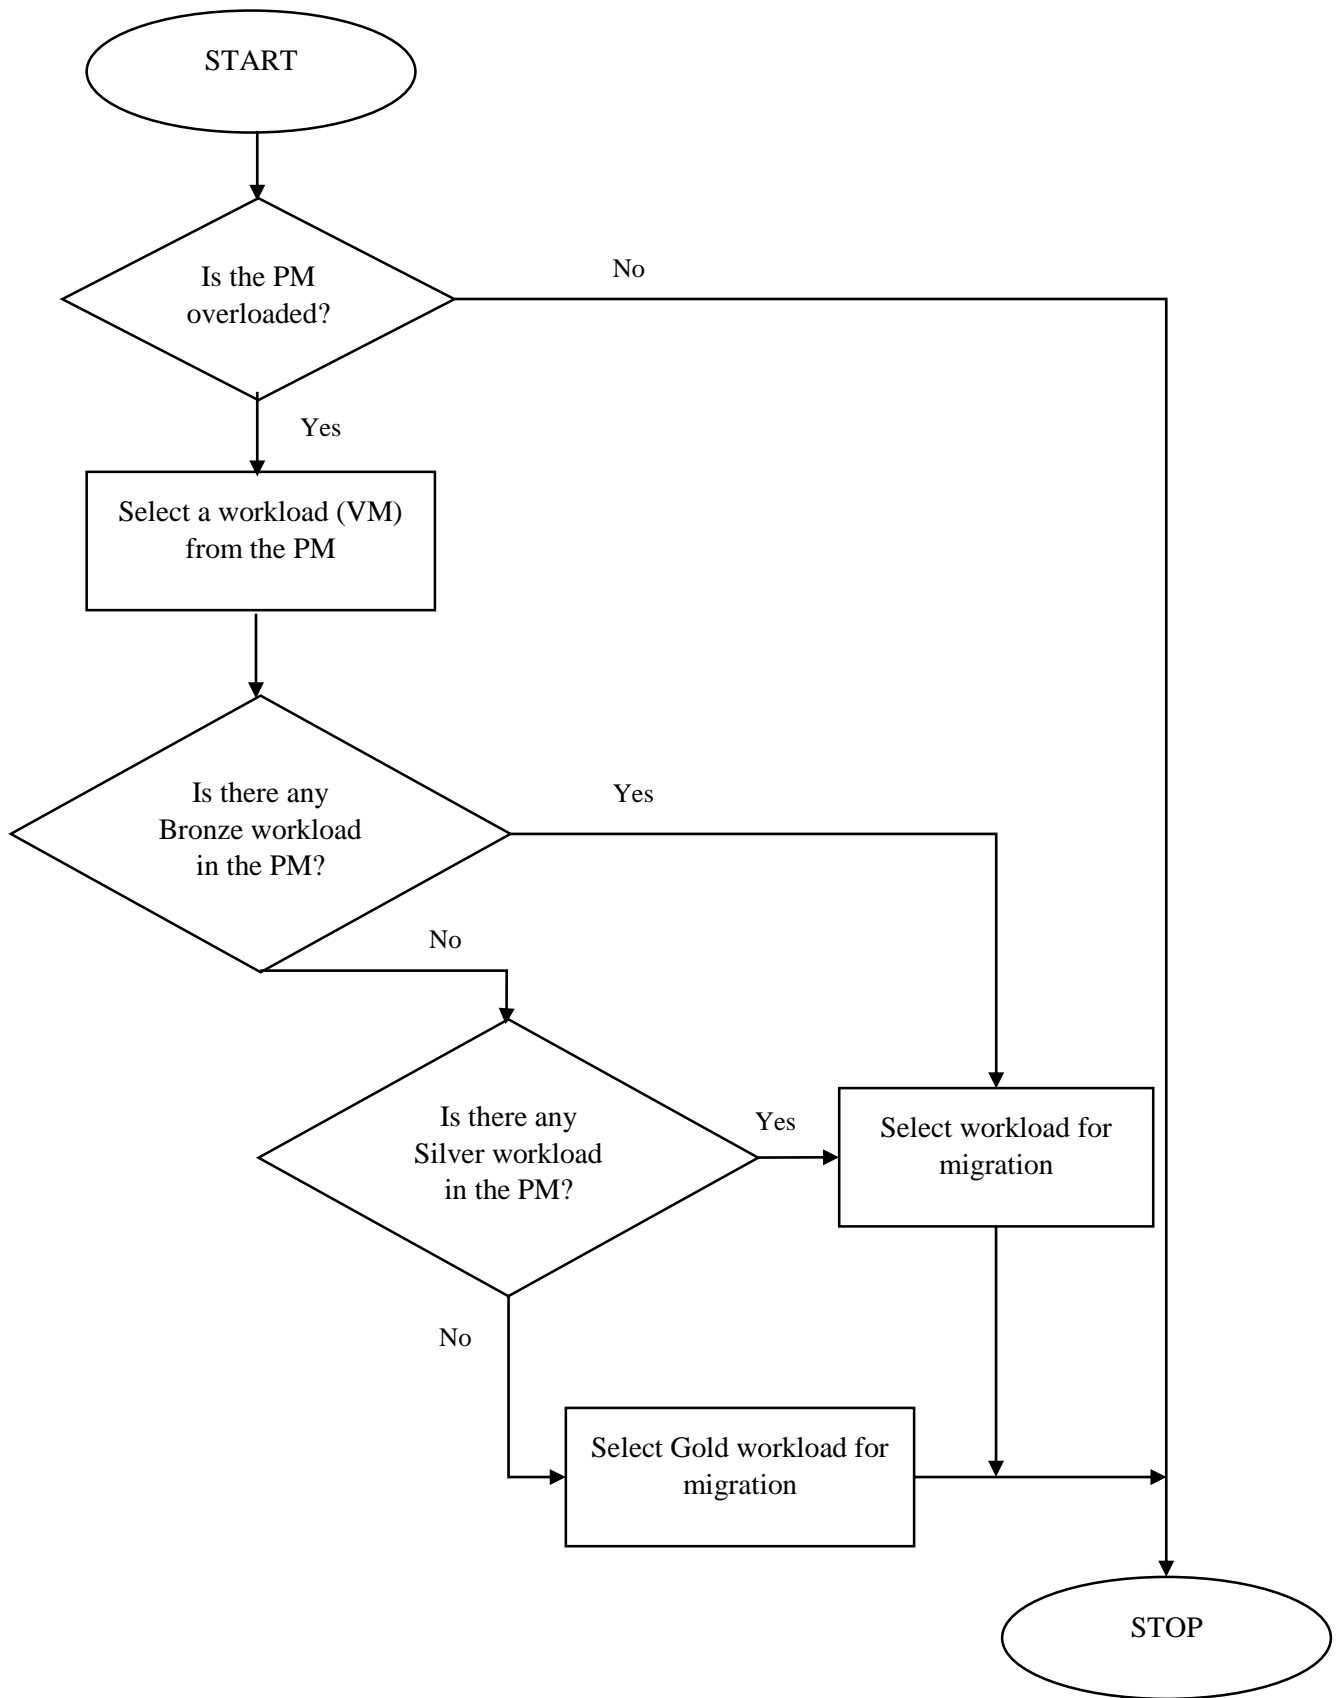 START
Is the PM
overloaded?
No
Yes
Select a workload (VM)
from the PM
Is there any
Bronze workload
in the PM?
Yes
No
Is there any
Silver workload
in the PM?
Yes
Select workload for
migration
No
Select Gold workload for
migration
STOP